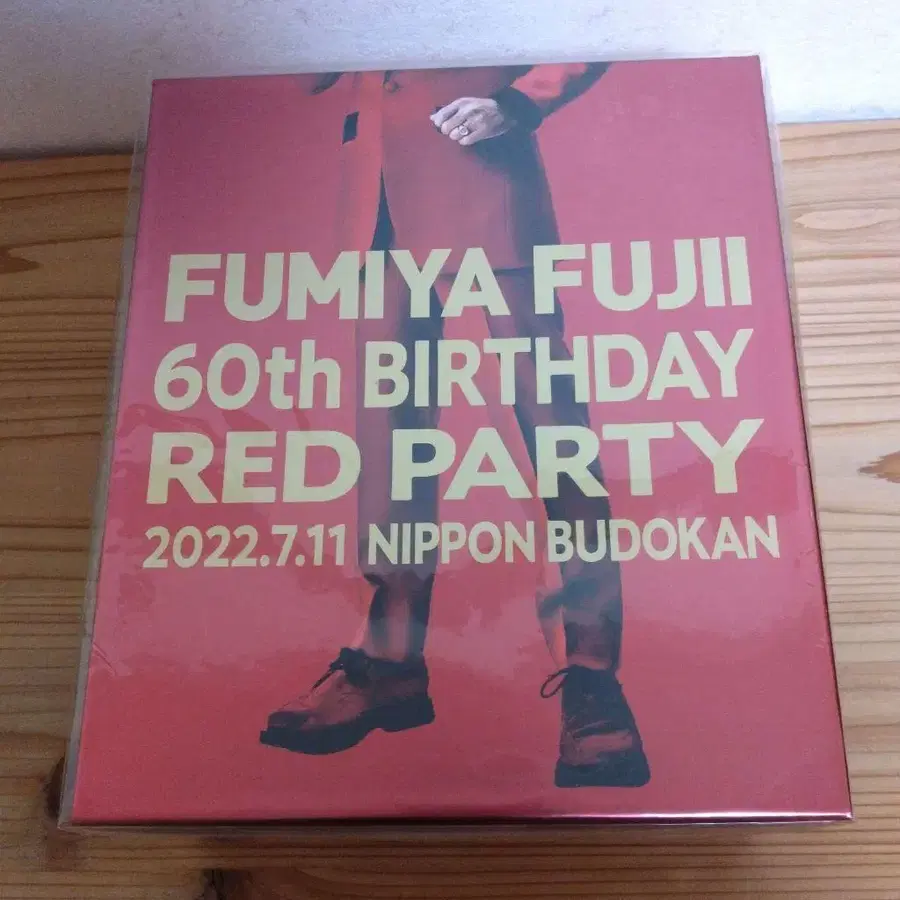 FUMIYA FUJII
60th BIRTHDAY
RED PARTY
2022.7.11 NIPPON BUDOKAN